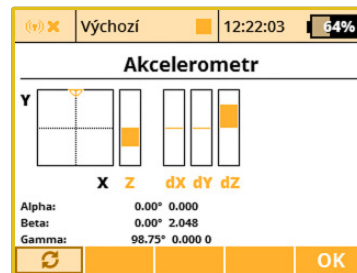 Výchozí 12:22:03 64%
Akcelerometr
Y
X Z dX dY dZ
Alpha: 0.00° 0.000
Beta: 0.00° 2.048
Gamma: 98.75° 0.000 0
OK